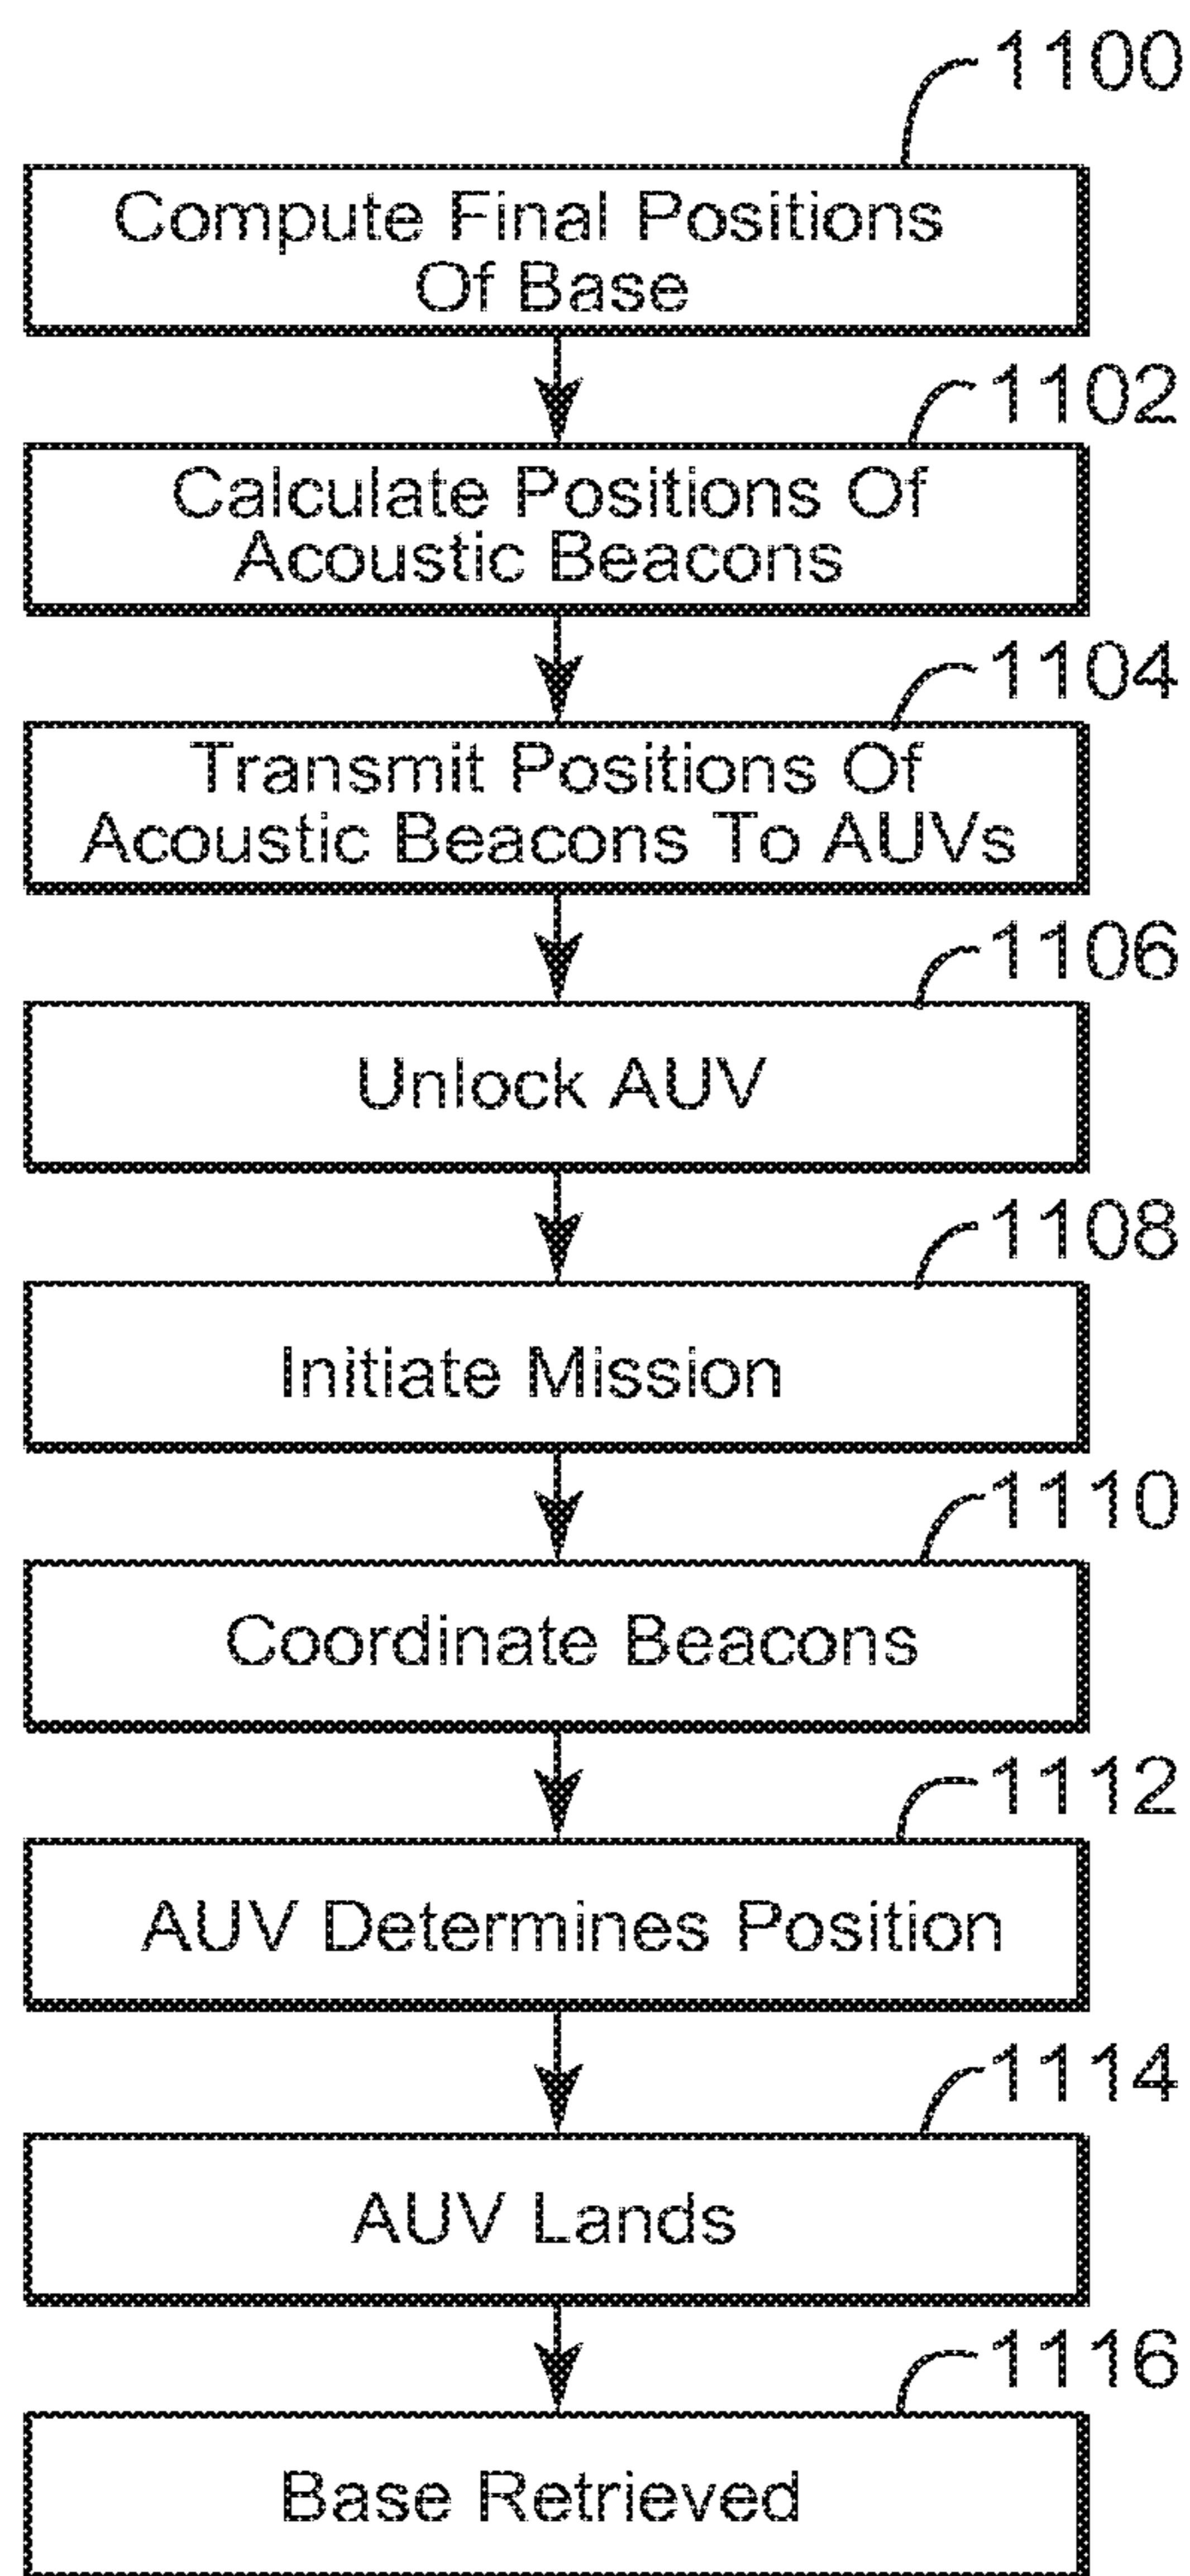 1100
Compute Final Positions
Of Base
1102
Calculate Positions Of
Acoustic Beacons
1104
Transmit Positions Of
Acoustic Beacons To AUVs
1106
Unlock AUV
1108
Initiate Mission
1110
Coordinate Beacons
1112
AUV Determines Position
1114
AUV Lands
1116
Base Retrieved